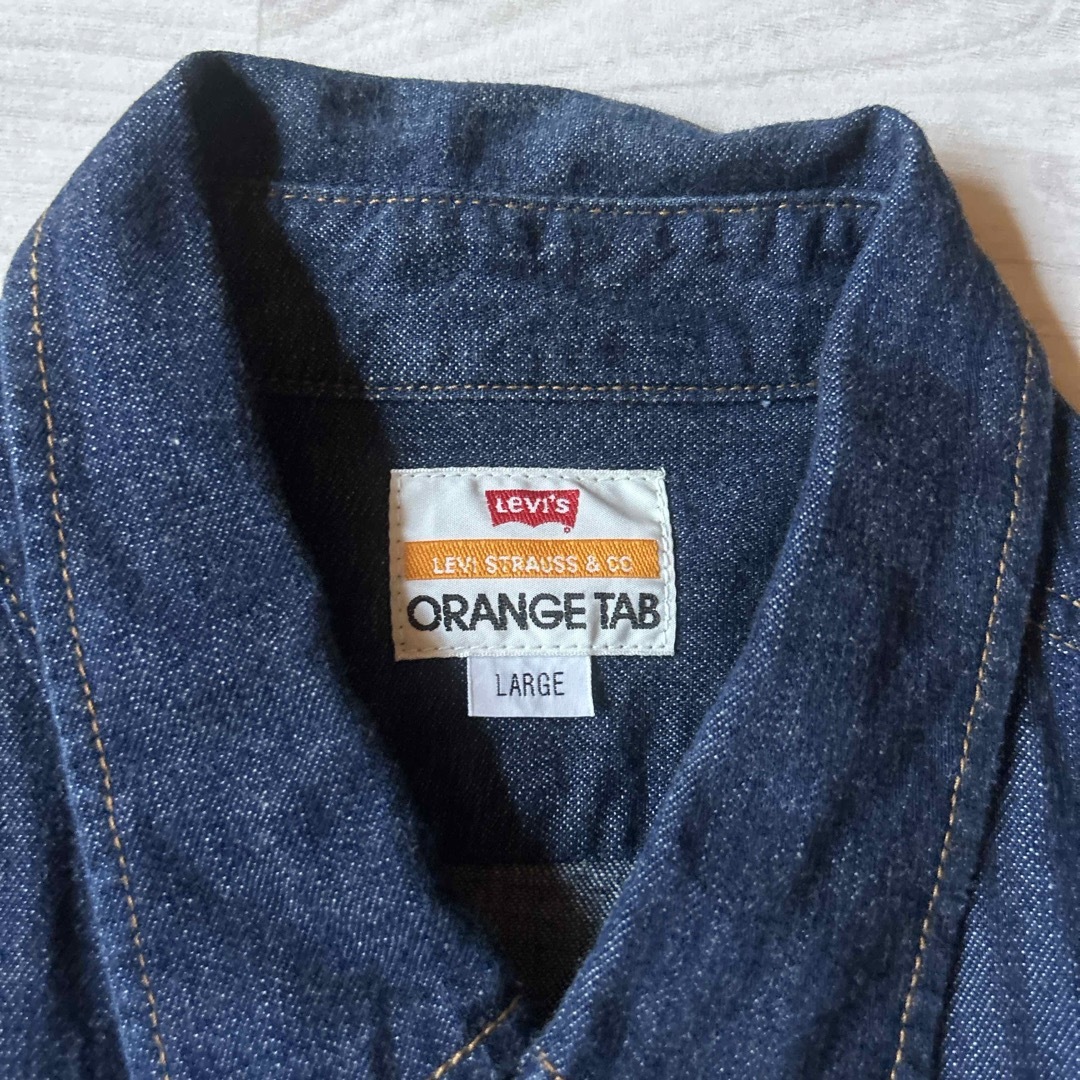 Levi's
LEVI STRAUSS & CO
ORANGE TAB
LARGE